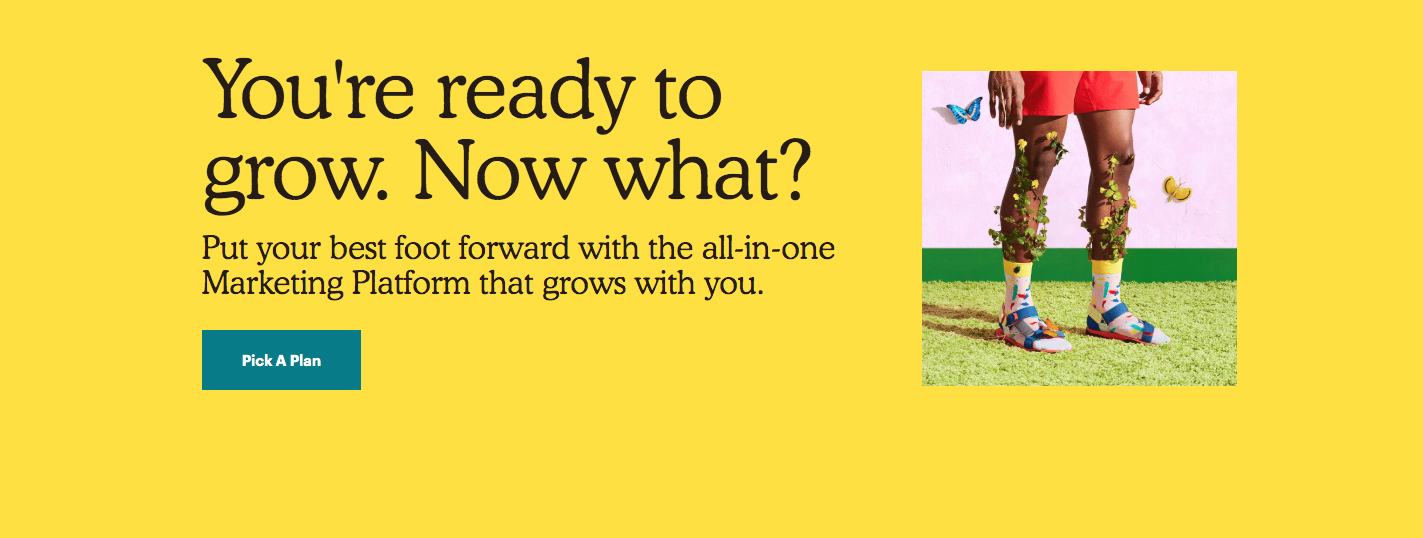 You're ready to
grow. Now what?
Put your best foot forward with the all-in-one
Marketing Platform that grows with you.
Pick A Plan